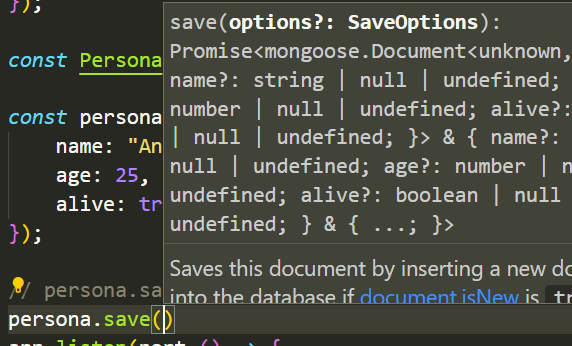 });
save(options?: SaveOptions):
Promise<mongoose.Document<unknown,
const Persona
name?: string | null | undefined;
number | null | undefined; alive?:
const persona
| null | undefined; }> & { name?:
name: "An
null | undefined; age?: number | n
age: 25,
undefined; alive?: boolean | null
alive: tr
undefined; } & { ...; }>
});
Saves this document by inserting a new do
// persona.sa
into the database if document.isNew is tr
persona.save()
app.listen(port, () => {